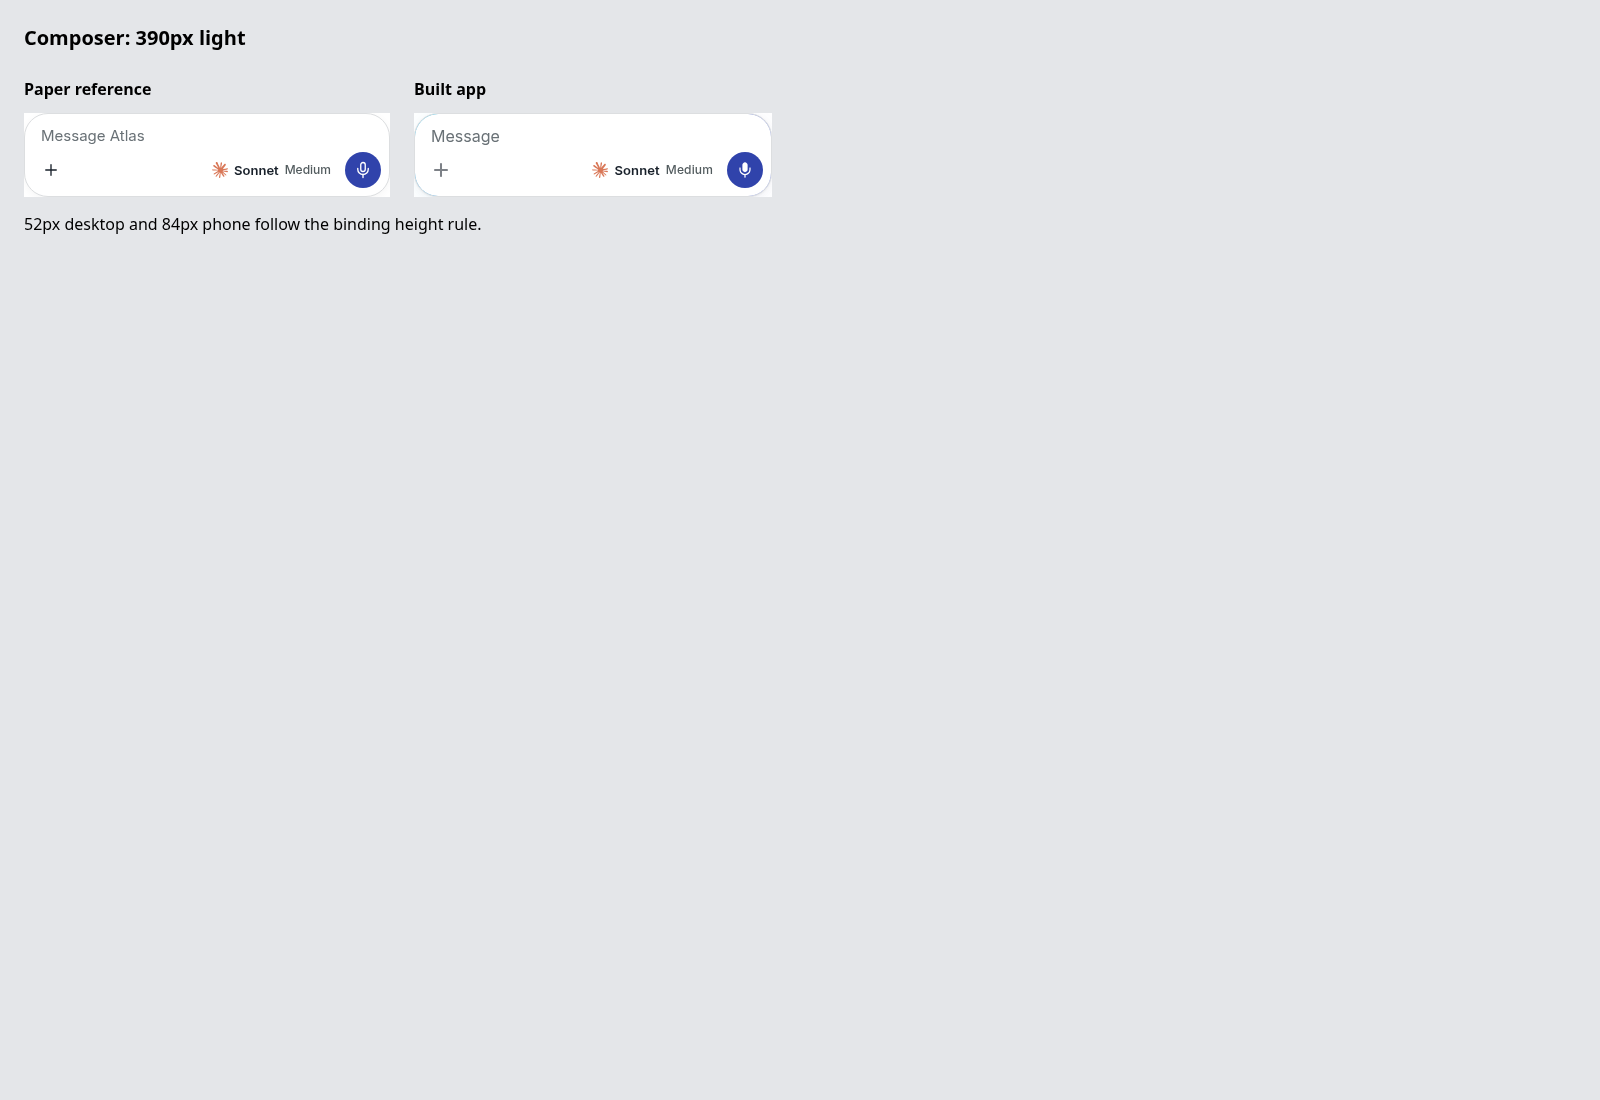 Composer: 390px light
Paper reference
Message Atlas
Sonnet Medium
Built app
Message
Sonnet Medium
52px desktop and 84px phone follow the binding height rule.